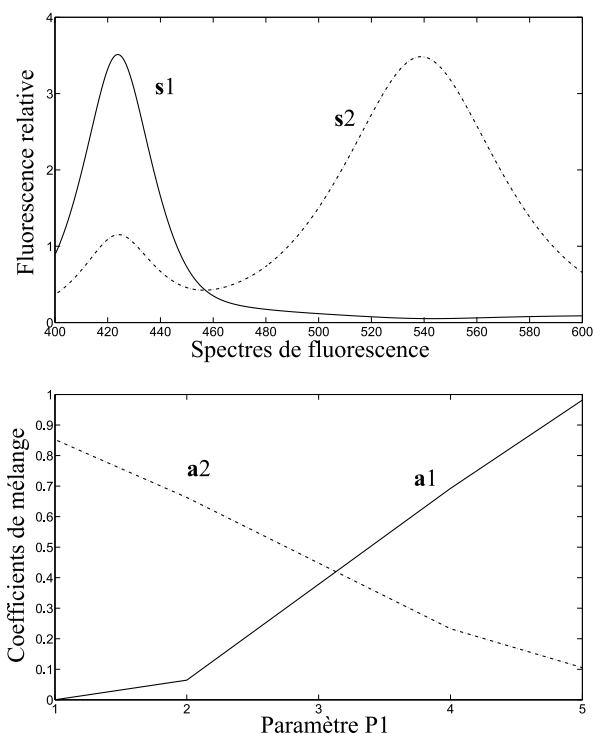 4
3
2
1
0
Fluorescence relative
s1
s2
400 420 440 460 480 500 520 540 560 580 600
Spectres de fluorescence
1
0.9
0.8
0.7
0.6
0.5
0.4
0.3
0.2
0.1
0
Coefficients de mélange
a2
a1
1 2 3 4 5
Paramètre P1